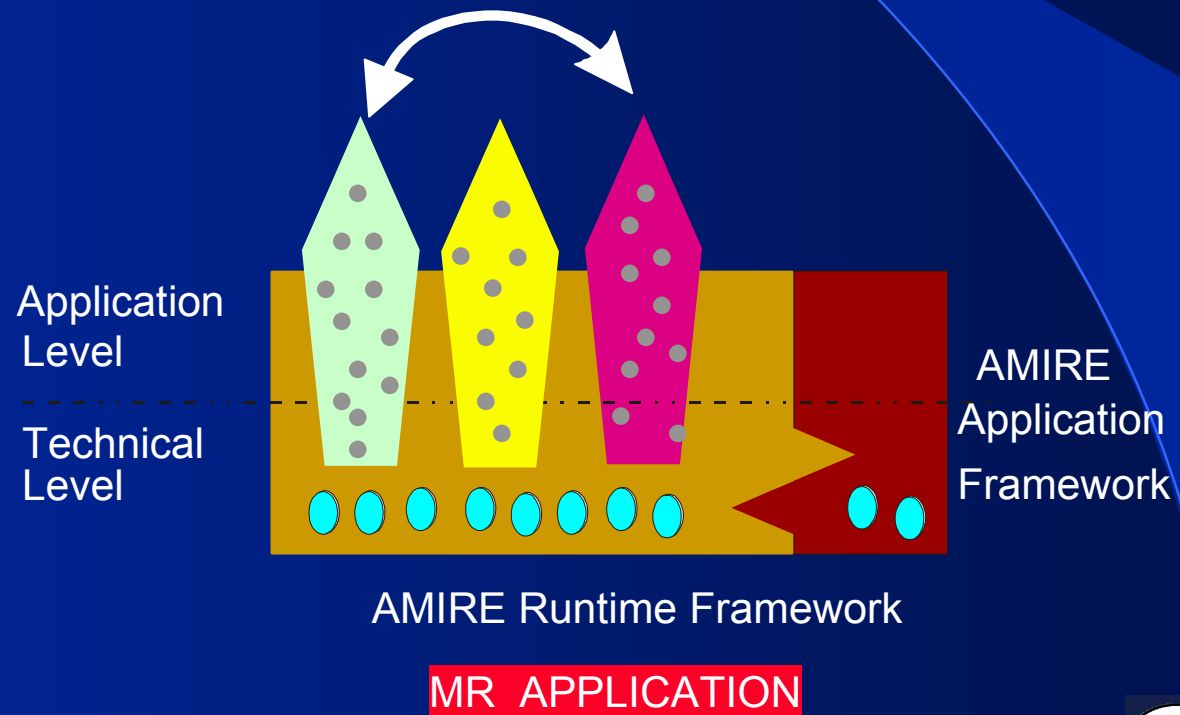 Application
Level
Technical
Level
AMIRE
Application
Framework
AMIRE Runtime Framework
MR APPLICATION